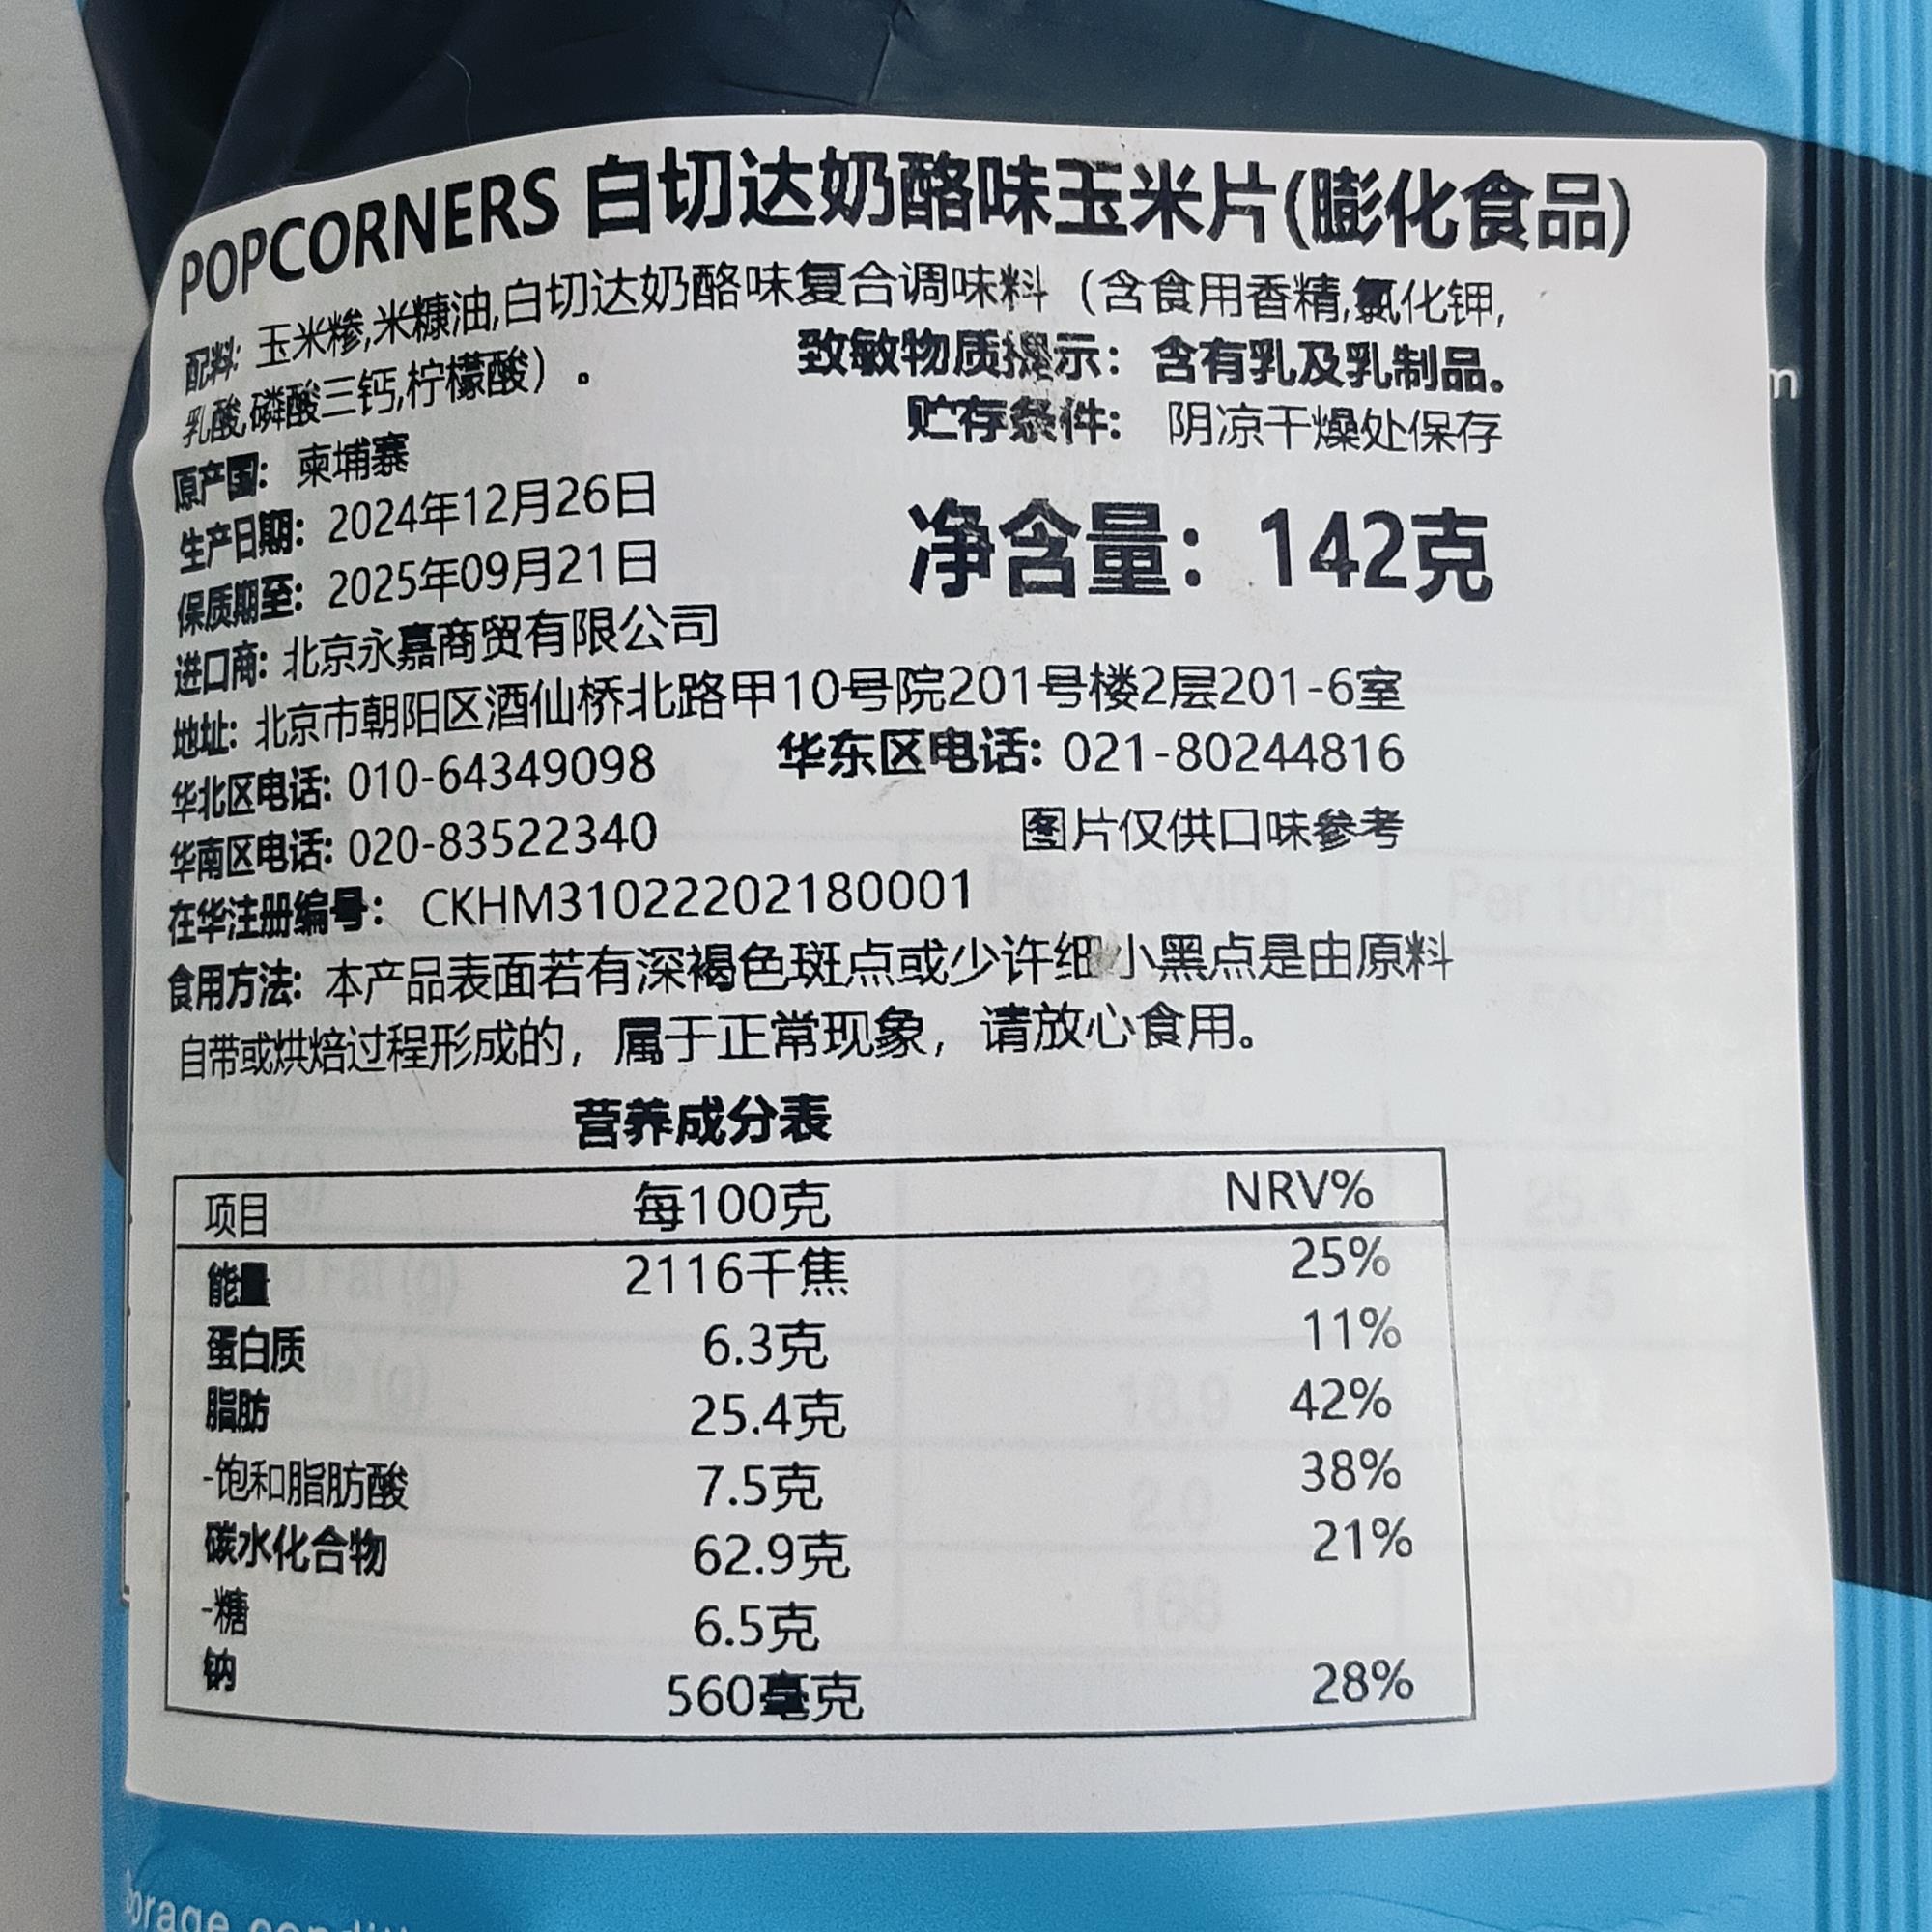 POPCORNERS 白切达奶酪味玉米片(膨化食品)
配料: 玉米糁,米糠油,白切达奶酪味复合调味料（含食用香精,氯化钾,
乳酸,磷酸三钙,柠檬酸）。
致敏物质提示：含有乳及乳制品。
原产国： 柬埔寨
贮存条件： 阴凉干燥处保存
生产日期： 2024年12月26日
保质期至： 2025年09月21日
净含量：142克
进口商: 北京永嘉商贸有限公司
地址: 北京市朝阳区酒仙桥北路甲10号院201号楼2层201-6室
华北区电话: 010-64349098 华东区电话: 021-80244816
华南区电话: 020-83522340 图片仅供口味参考
在华注册编号： CKHM31022202180001
食用方法: 本产品表面若有深褐色斑点或少许细小黑点是由原料
自带或烘焙过程形成的，属于正常现象，请放心食用。
营养成分表
项目 每100克 NRV%
能量 2116千焦 25%
蛋白质 6.3克 11%
脂肪 25.4克 42%
-饱和脂肪酸 7.5克 38%
碳水化合物 62.9克 21%
-糖 6.5克
钠 560毫克 28%